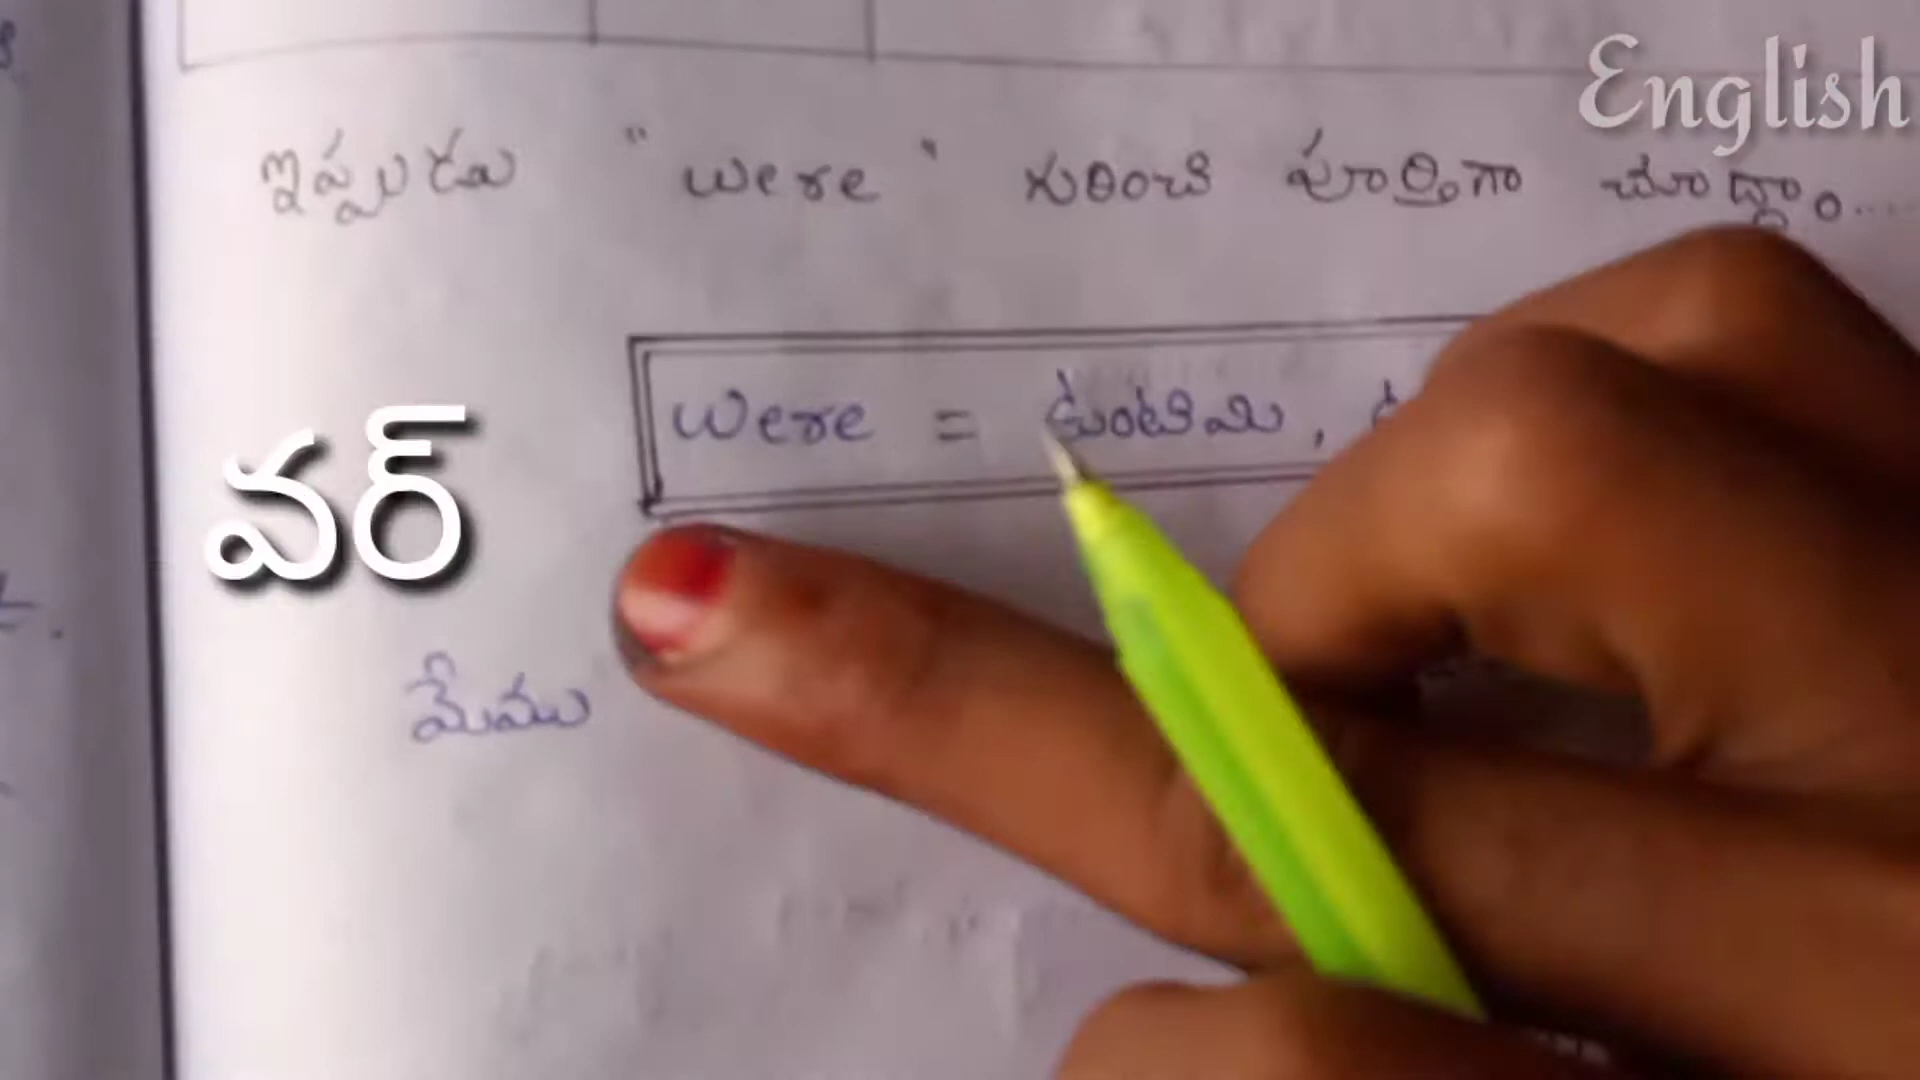 English
ఇప్పుడు "were" గురించి పూర్తిగా చూద్దాం....
were = ఉంటిమి,
వర్
మేము